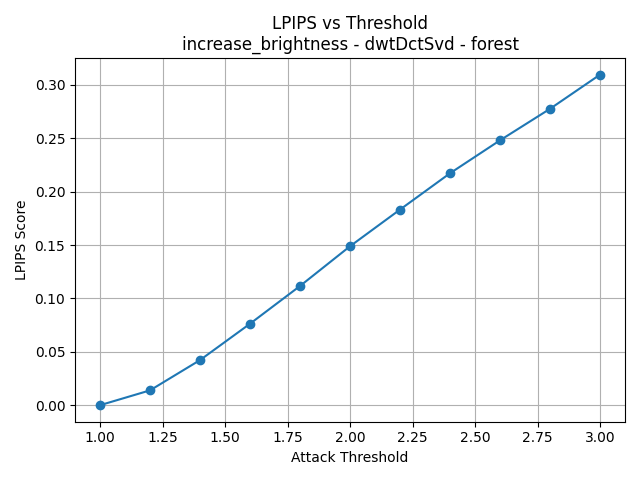 LPIPS vs Threshold
increase_brightness - dwtDctSvd - forest
LPIPS Score
0.30
0.25
0.20
0.15
0.10
0.05
0.00
1.00 1.25 1.50 1.75 2.00 2.25 2.50 2.75 3.00
Attack Threshold